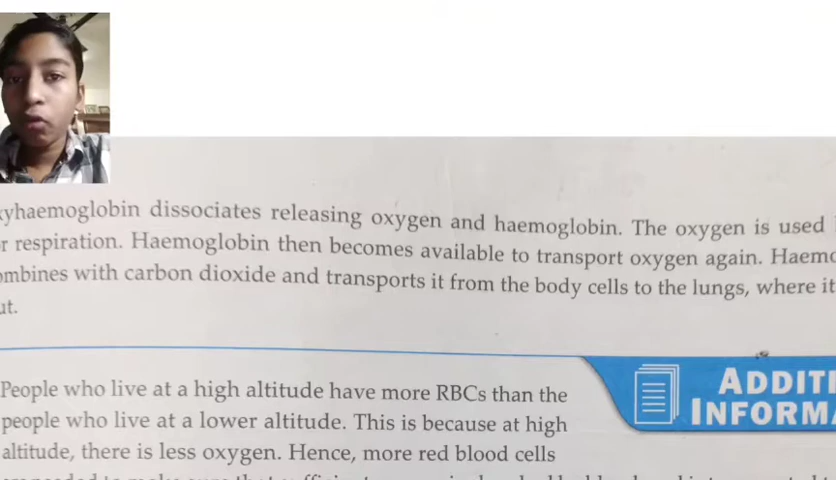 xyhaemoglobin dissociates releasing oxygen and haemoglobin. The oxygen is used
r respiration. Haemoglobin then becomes available to transport oxygen again. Haemo
ombines with carbon dioxide and transports it from the body cells to the lungs, where it
ut.
People who live at a high altitude have more RBCs than the
people who live at a lower altitude. This is because at high
altitude, there is less oxygen. Hence, more red blood cells
ADDITI
INFORMA